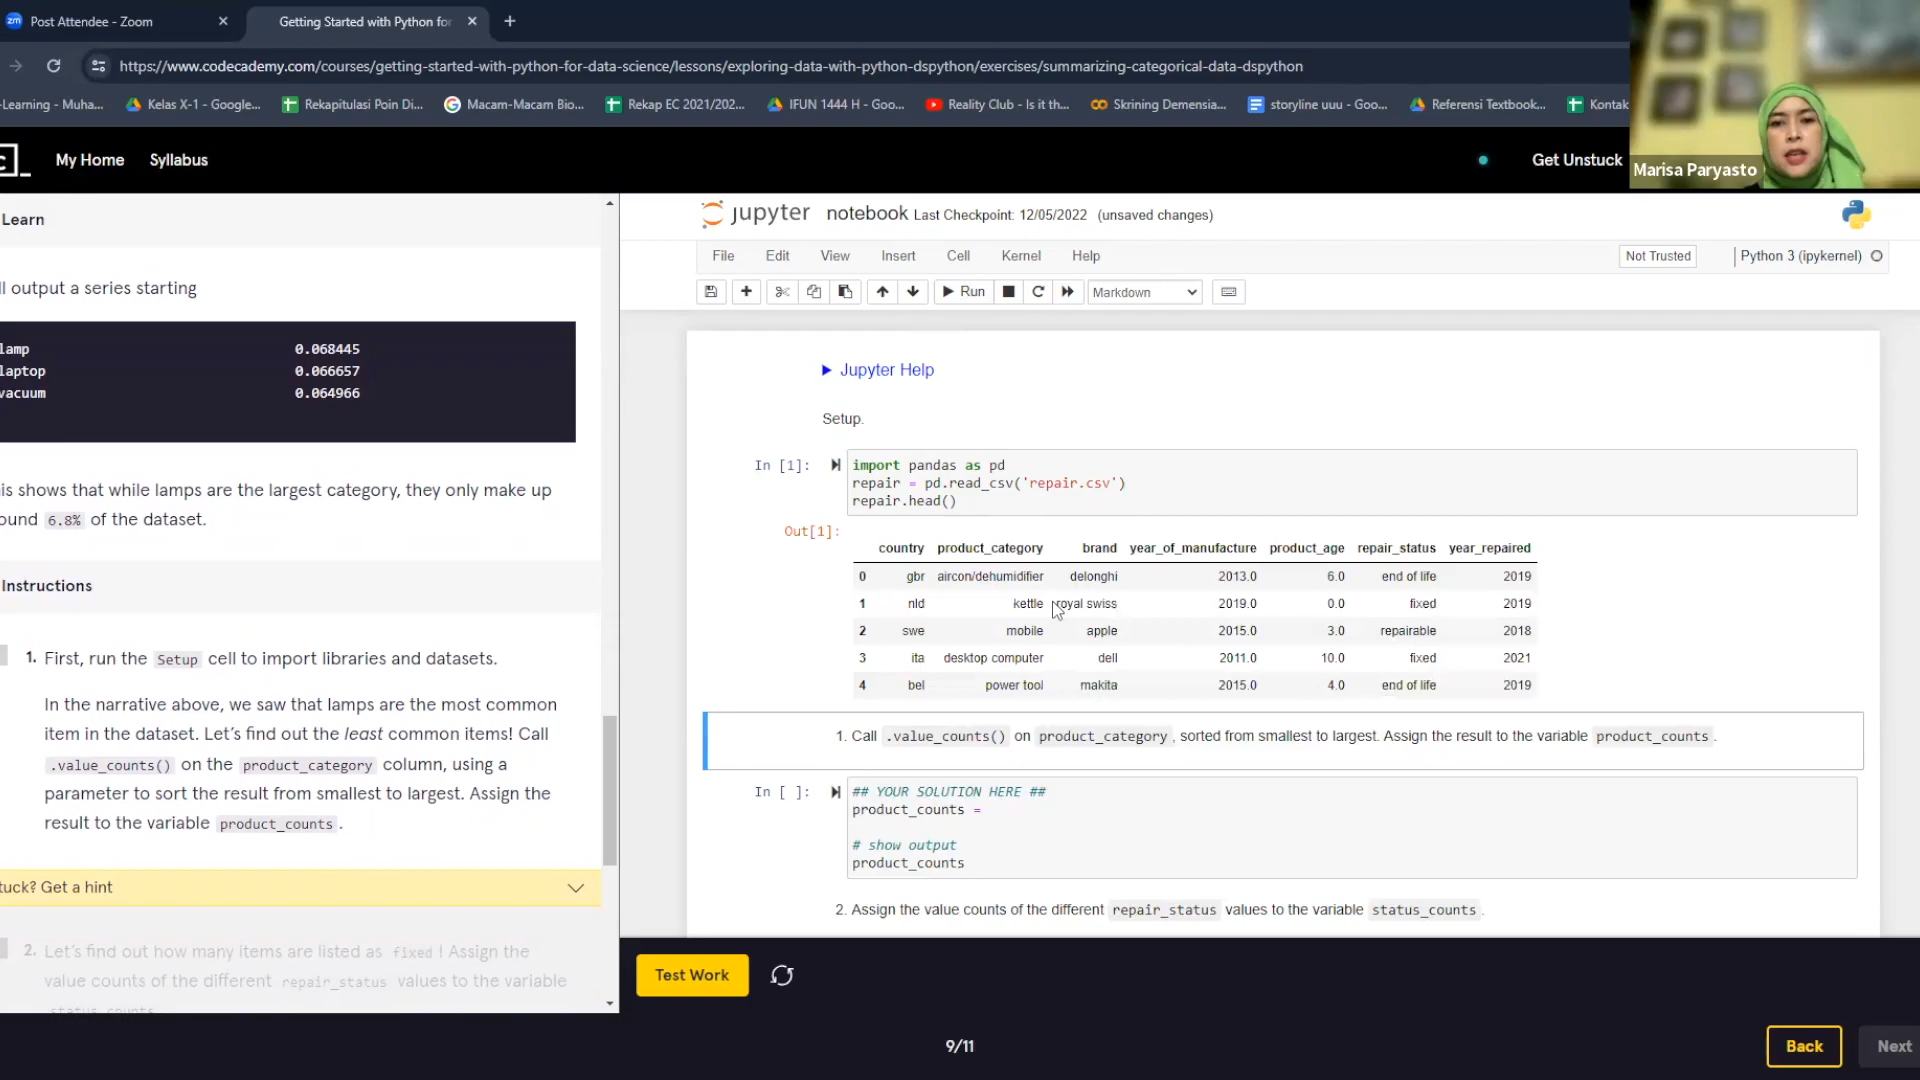 Post Attendee - Zoom
Getting Started with Python for
https://www.codecademy.com/courses/getting-started-with-python-for-data-science/lessons/exploring-data-with-python-dspython/exercises/summarizing-categorical-data-dspython
-Learning - Muha...
Kelas X-1 - Google...
Rekapitulasi Poin Di...
Macam-Macam Bio...
Rekap EC 2021/202...
IFUN 1444 H - Goo...
Reality Club - Is it th...
Skrining Demensia...
storyline uuu - Goo...
Referensi Textbook...
Kontak
Marisa Paryasto
My Home
Syllabus
Get Unstuck
Learn
ll output a series starting
lamp 0.068445
laptop 0.066657
vacuum 0.064966
is shows that while lamps are the largest category, they only make up
ound 6.8% of the dataset.
Instructions
1. First, run the Setup cell to import libraries and datasets.
In the narrative above, we saw that lamps are the most common
item in the dataset. Let's find out the least common items! Call
.value_counts() on the product_category column, using a
parameter to sort the result from smallest to largest. Assign the
result to the variable product_counts.
tuck? Get a hint
2. Let's find out how many items are listed as fixed! Assign the
value counts of the different repair_status values to the variable
status_counts
jupyter notebook Last Checkpoint: 12/05/2022 (unsaved changes)
File Edit View Insert Cell Kernel Help
Not Trusted
Python 3 (ipykernel)
Run
Markdown
Jupyter Help
Setup.
In [1]:
import pandas as pd
repair = pd.read_csv('repair.csv')
repair.head()
Out[1]:
country product_category brand year_of_manufacture product_age repair_status year_repaired
0 gbr aircon/dehumidifier delonghi 2013.0 6.0 end of life 2019
1 nld kettle royal swiss 2019.0 0.0 fixed 2019
2 swe mobile apple 2015.0 3.0 repairable 2018
3 ita desktop computer dell 2011.0 10.0 fixed 2021
4 bel power tool makita 2015.0 4.0 end of life 2019
1. Call .value_counts() on product_category, sorted from smallest to largest. Assign the result to the variable product_counts.
In [ ]:
## YOUR SOLUTION HERE ##
product_counts =
# show output
product_counts
2. Assign the value counts of the different repair_status values to the variable status_counts.
Test Work
9/11
Back
Next